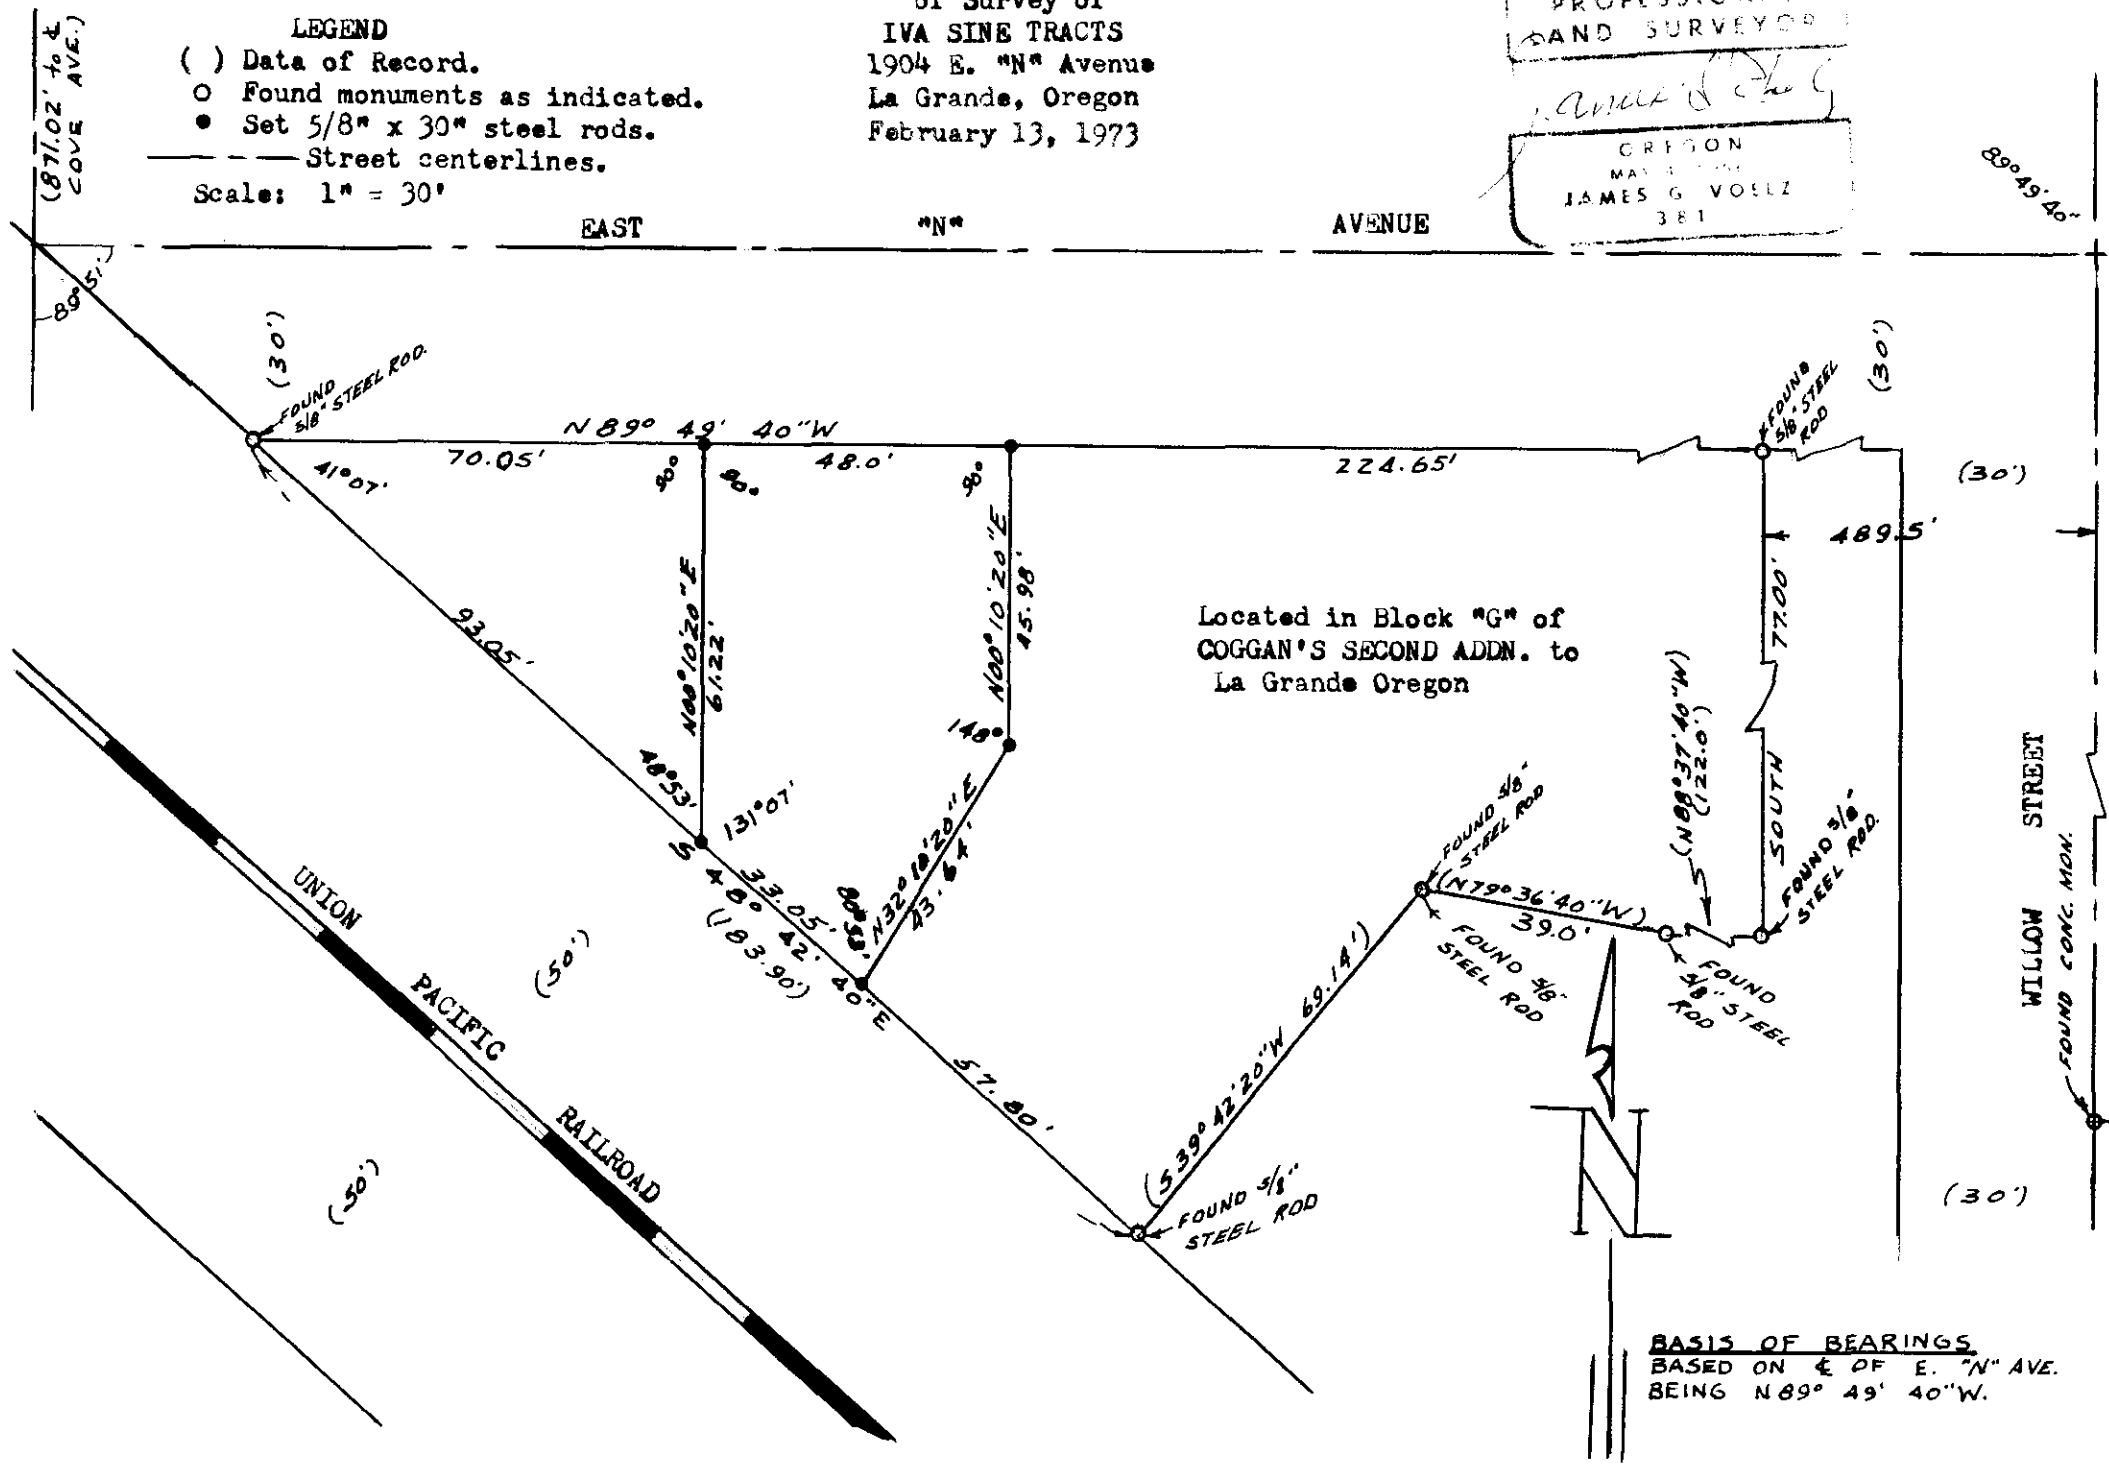 (871.02' to ℄
COVE AVE.)
LEGEND
( ) Data of Record.
O Found monuments as indicated.
● Set 5/8" x 30" steel rods.
Street centerlines.
Scale: 1" = 30'
of Survey of
IVA SINE TRACTS
1904 E. "N" Avenue
La Grande, Oregon
February 13, 1973
LAND SURVEYOR
OREGON
JAMES G VOELZ
381
89°49'40"
EAST "N" AVENUE
89°51'
(30')
FOUND
5/8" STEEL ROD.
N 89° 49' 40"W
70.05'
48.0'
224.65'
41°07'
90°
90°
90°
FOUND
5/8" STEEL
ROD
(30')
(30')
489.5'
93.05'
N00°10'20"E
61.22'
N00°10'20"E
45.98'
77.00'
SOUTH
Located in Block "G" of
COGGAN'S SECOND ADDN. to
La Grande Oregon
(N88°37'40"W)
(122.0')
148°
48°53'
131°07'
33.05'
S 48° 42' 40"E
(183.90')
80°53'
N32°10'20"E
43.64'
FOUND 5/8"
STEEL ROD
(N79°36'40"W)
39.0'
FOUND 5/8"
STEEL ROD
FOUND
5/8" STEEL
ROD
FOUND 5/8"
STEEL ROD.
WILLOW STREET
FOUND CONC. MON.
(30')
57.80'
(S 39° 42' 20"W 69.14')
FOUND 5/8"
STEEL ROD
UNION PACIFIC RAILROAD
(50')
(50')
N
BASIS OF BEARINGS
BASED ON ℄ OF E. "N" AVE.
BEING N 89° 49' 40"W.